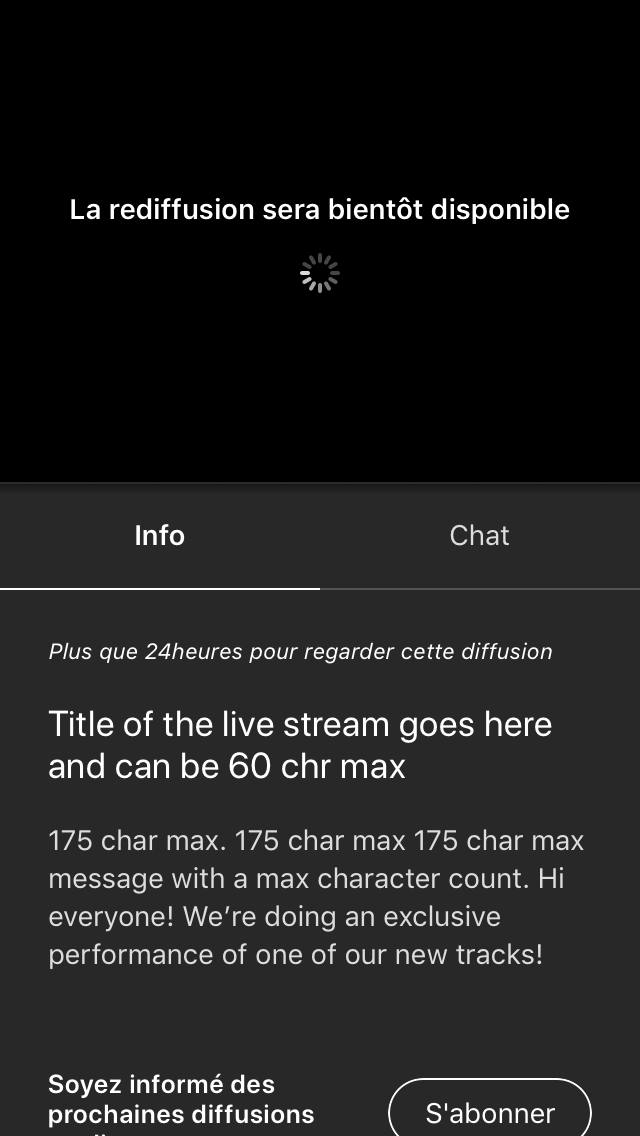 La rediffusion sera bientôt disponible
Info
Chat
Plus que 24heures pour regarder cette diffusion
Title of the live stream goes here
and can be 60 chr max
175 char max. 175 char max 175 char max
message with a max character count. Hi
everyone! We’re doing an exclusive
performance of one of our new tracks!
Soyez informé des
prochaines diffusions
S'abonner